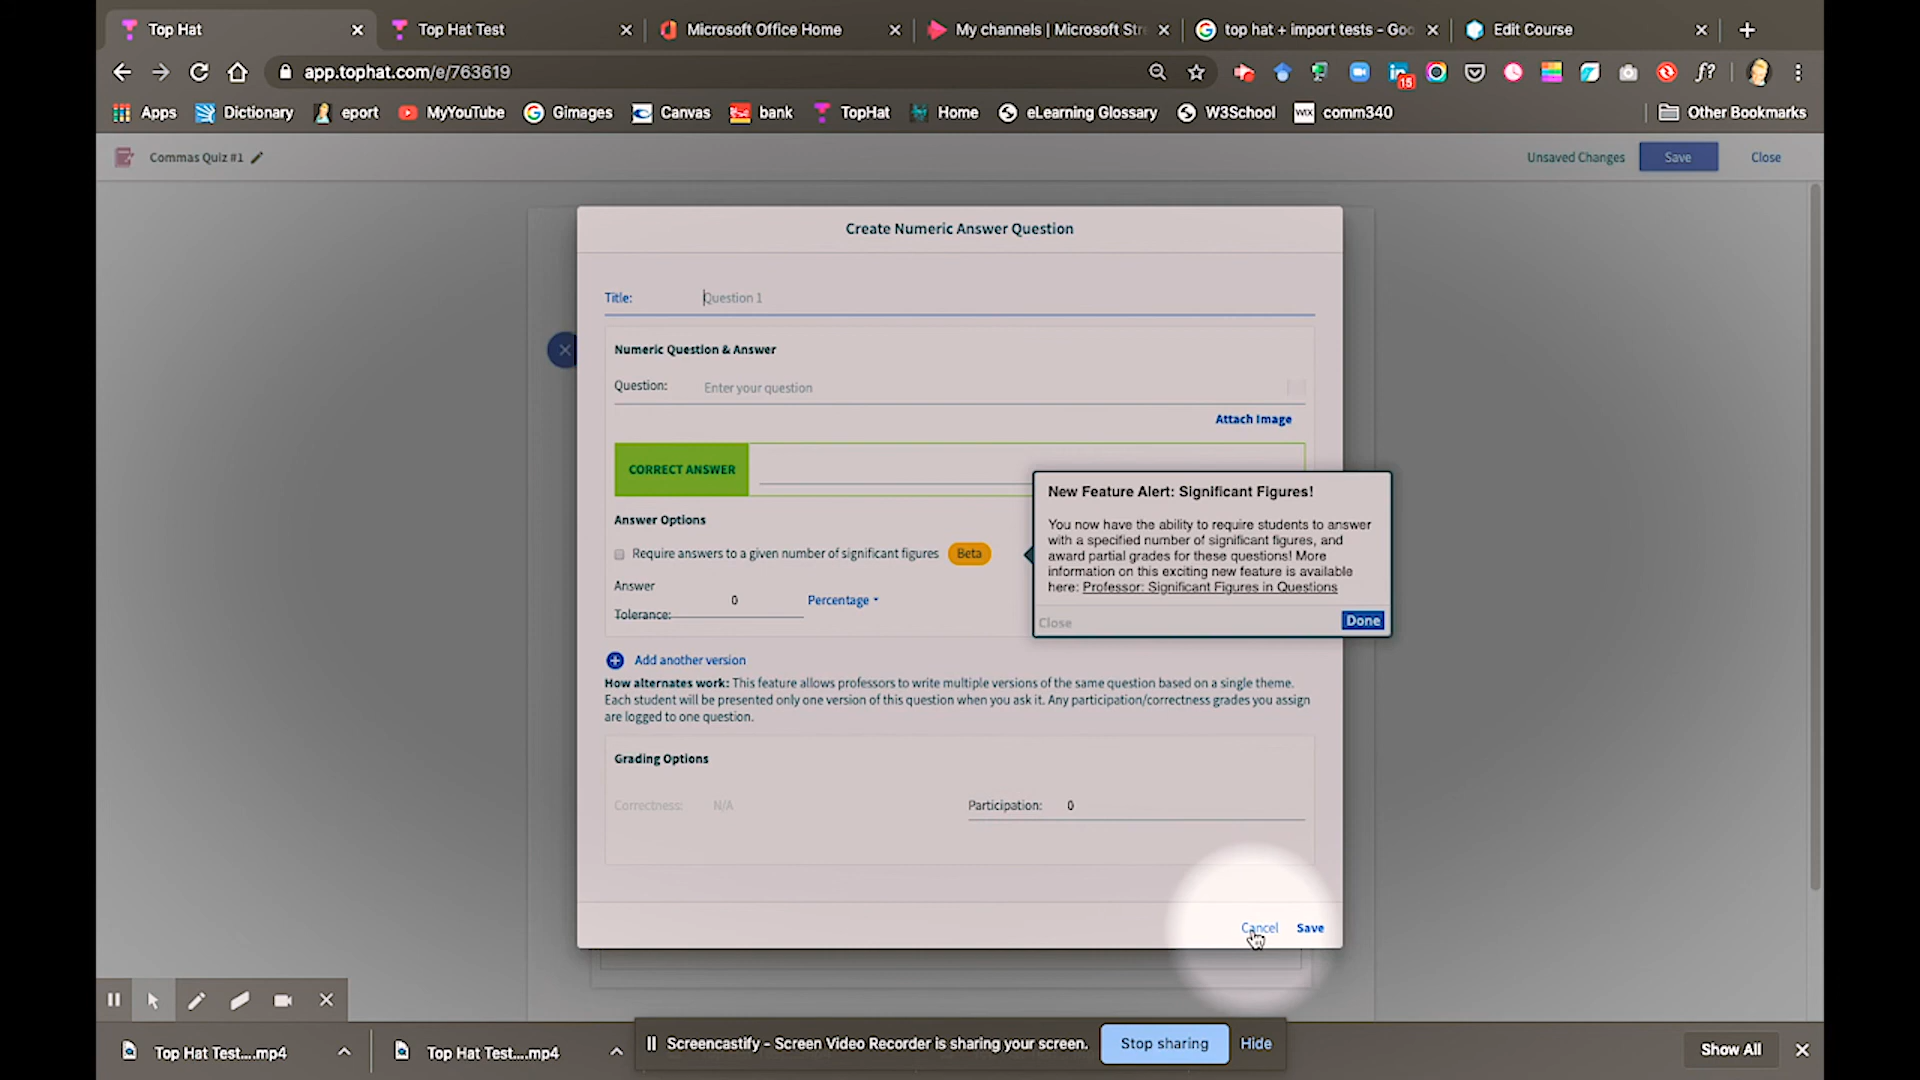 Top Hat
Top Hat Test
Microsoft Office Home
My channels | Microsoft Str
top hat + import tests - Goo
Edit Course
app.tophat.com/e/763619
15
f?
Apps
Dictionary
eport
MyYouTube
Gimages
Canvas
bank
TopHat
Home
eLearning Glossary
W3School
WIX
comm340
Other Bookmarks
Commas Quiz #1
Unsaved Changes
Save
Close
Create Numeric Answer Question
Title:
Question 1
Numeric Question & Answer
Question:
Enter your question
Attach Image
CORRECT ANSWER
New Feature Alert: Significant Figures!
You now have the ability to require students to answer
with a specified number of significant figures, and
award partial grades for these questions! More
information on this exciting new feature is available
here: Professor: Significant Figures in Questions
Close
Done
Answer Options
Require answers to a given number of significant figures
Beta
Answer
Tolerance:
0
Percentage
Add another version
How alternates work: This feature allows professors to write multiple versions of the same question based on a single theme.
Each student will be presented only one version of this question when you ask it. Any participation/correctness grades you assign
are logged to one question.
Grading Options
Correctness:
N/A
Participation:
0
Cancel
Save
Top Hat Test....mp4
Top Hat Test....mp4
Screencastify - Screen Video Recorder is sharing your screen.
Stop sharing
Hide
Show All